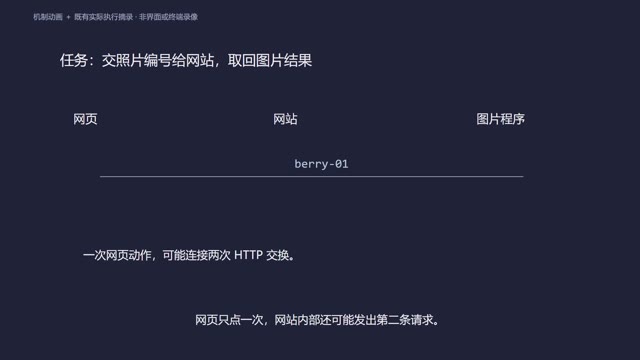 机制动画 + 既有实际执行摘录 · 非界面或终端录像
任务：交照片编号给网站，取回图片结果
网页 网站 图片程序
berry-01
一次网页动作，可能连接两次 HTTP 交换。
网页只点一次，网站内部还可能发出第二条请求。